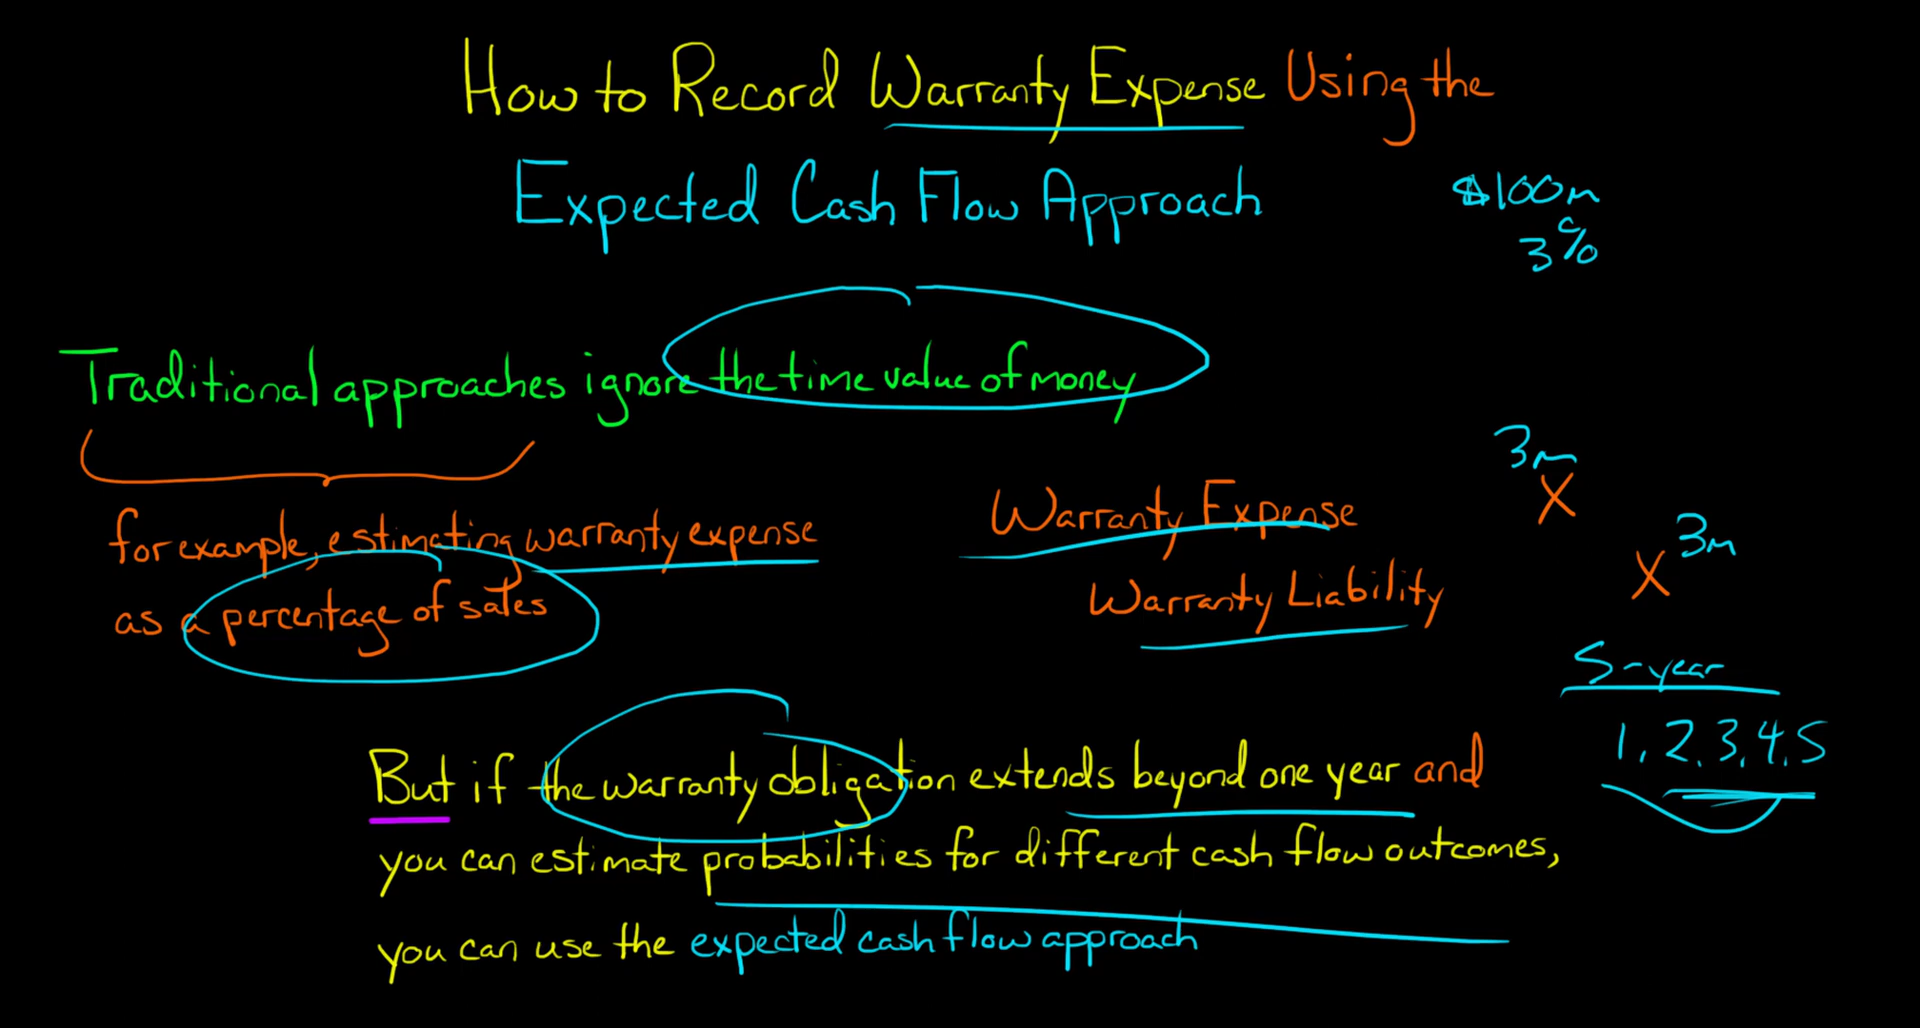 How to Record Warranty Expense Using the
Expected Cash Flow Approach
$100m
3%
Traditional approaches ignore the time value of money
for example, estimating warranty expense
as a percentage of sales
Warranty Expense
Warranty Liability
3m
X
X 3m
5-year
1, 2, 3, 4, 5
But if the warranty obligation extends beyond one year and
you can estimate probabilities for different cash flow outcomes,
you can use the expected cash flow approach